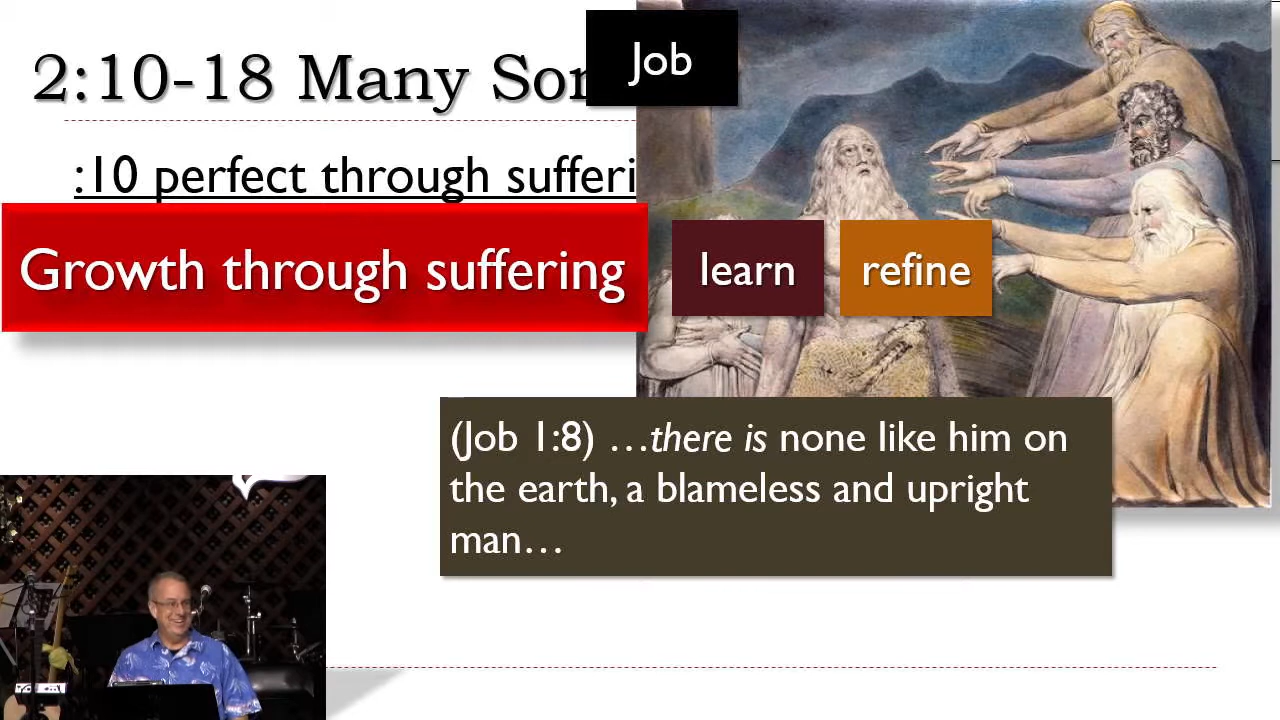 2:10-18 Many Son
Job
:10 perfect through sufferi
Growth through suffering
learn
refine
(Job 1:8) …there is none like him on
the earth, a blameless and upright
man…